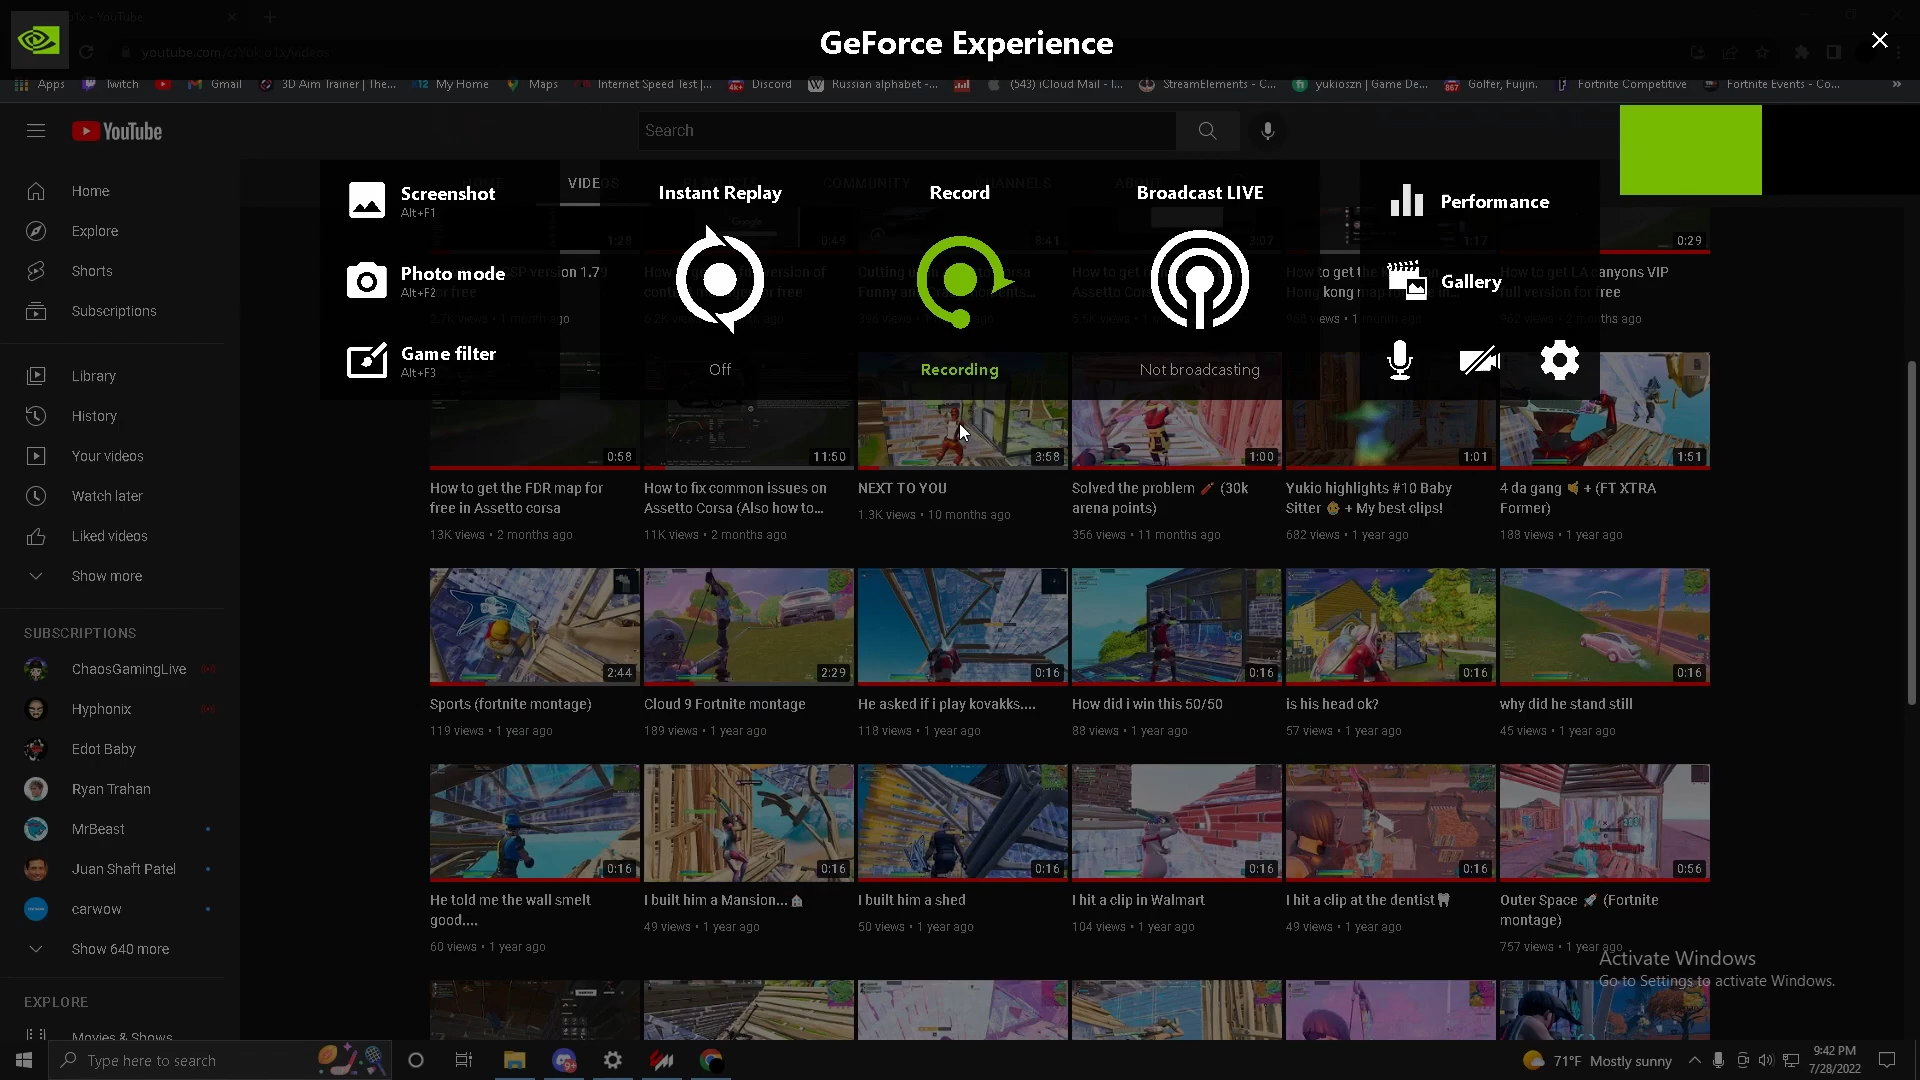 GeForce Experience
Apps Twitch Gmail 3D Aim Trainer | The... My Home Maps Internet Speed Test |... Discord Russian alphabet -... (543) iCloud Mail - I... StreamElements - C... yukioszn | Game De... Golfer, Fuijin. Fortnite Competitive Fortnite Events - Co...
YouTube
Search
Home
Explore
Shorts
Subscriptions
Library
History
Your videos
Watch later
Liked videos
Show more
SUBSCRIPTIONS
ChaosGamingLive
Hyphonix
Edot Baby
Ryan Trahan
MrBeast
Juan Shaft Patel
carwow
Show 640 more
EXPLORE
Movies & Shows
VIDEOS
COMMUNITY
Screenshot
Alt+F1
Photo mode
Alt+F2
Game filter
Alt+F3
Instant Replay
Off
Record
Recording
Broadcast LIVE
Not broadcasting
Performance
Gallery
0:29
0:58
11:50
3:58
1:00
1:01
1:51
How to get the FDR map for
free in Assetto corsa
13K views • 2 months ago
How to fix common issues on
Assetto Corsa (Also how to...
11K views • 2 months ago
NEXT TO YOU
1.3K views • 10 months ago
Solved the problem 🧨 (30k
arena points)
356 views • 11 months ago
Yukio highlights #10 Baby
Sitter 👶 + My best clips!
682 views • 1 year ago
4 da gang 🤙 + (FT XTRA
Former)
188 views • 1 year ago
2:44
2:29
0:16
0:16
0:16
0:16
Sports (fortnite montage)
119 views • 1 year ago
Cloud 9 Fortnite montage
189 views • 1 year ago
He asked if i play kovakks....
118 views • 1 year ago
How did i win this 50/50
88 views • 1 year ago
is his head ok?
57 views • 1 year ago
why did he stand still
45 views • 1 year ago
0:16
0:16
0:16
0:16
0:16
0:56
He told me the wall smelt
good....
60 views • 1 year ago
I built him a Mansion... 🏠
49 views • 1 year ago
I built him a shed
50 views • 1 year ago
I hit a clip in Walmart
104 views • 1 year ago
I hit a clip at the dentist🦷
49 views • 1 year ago
Outer Space 🚀 (Fortnite
montage)
757 views • 1 year ago
Activate Windows
Go to Settings to activate Windows.
Type here to search
71°F Mostly sunny
9:42 PM
7/28/2022